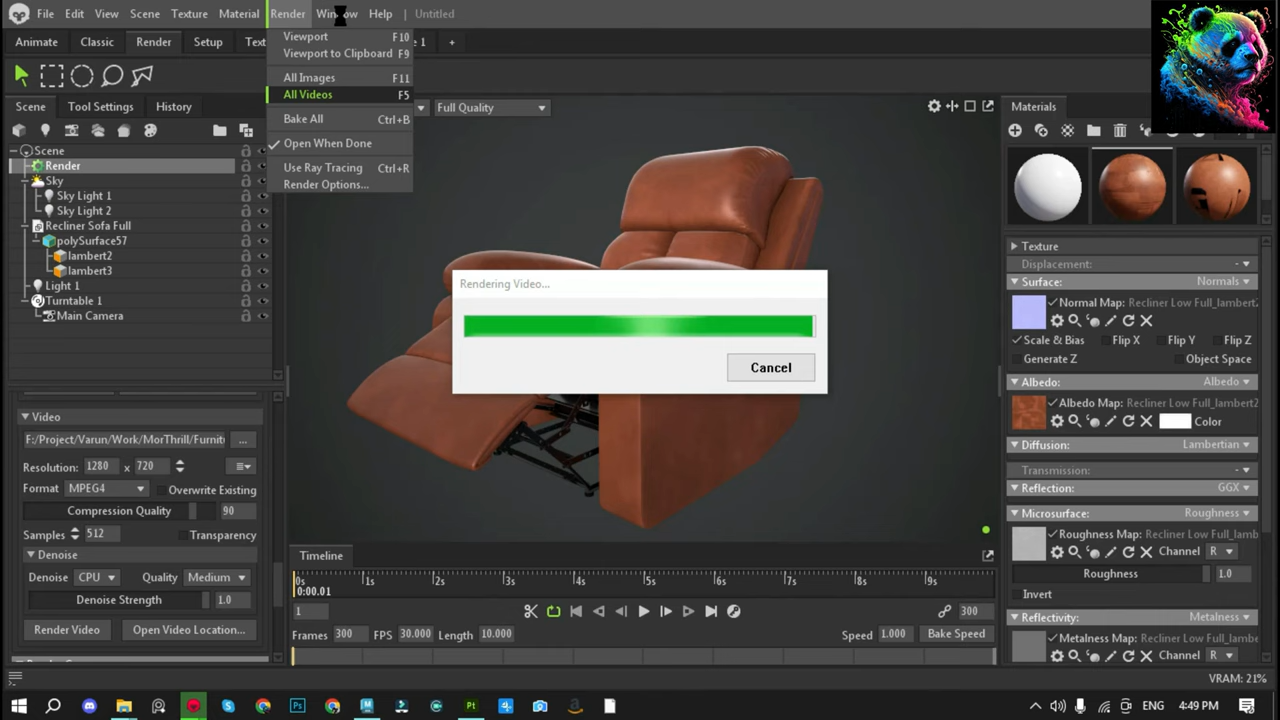 File Edit View Scene Texture Material Render Window Help | Untitled
Animate Classic Render Setup Text 1 +
Viewport F10
Viewport to Clipboard F9
All Images F11
All Videos F5
Bake All Ctrl+B
Open When Done
Use Ray Tracing Ctrl+R
Render Options...
Scene Tool Settings History
Full Quality
Materials
Scene
Render
Sky
Sky Light 1
Sky Light 2
Recliner Sofa Full
polySurface57
lambert2
lambert3
Light 1
Turntable 1
Main Camera
Rendering Video...
Cancel
Video
F:/Project/Varun/Work/MorThrill/Furnit ...
Resolution: 1280 x 720
Format MPEG4 Overwrite Existing
Compression Quality 90
Samples 512 Transparency
Denoise
Denoise CPU Quality Medium
Denoise Strength 1.0
Render Video Open Video Location...
Timeline
0s 1s 2s 3s 4s 5s 6s 7s 8s 9s
0:00.01
1 300
Frames 300 FPS 30.000 Length 10.000 Speed 1.000 Bake Speed
Texture
Displacement: -
Surface: Normals
Normal Map: Recliner Low Full_lambert2
Scale & Bias Flip X Flip Y Flip Z
Generate Z Object Space
Albedo: Albedo
Albedo Map: Recliner Low Full_lambert2
Color
Diffusion: Lambertian
Transmission: -
Reflection: GGX
Microsurface: Roughness
Roughness Map: Recliner Low Full_lamb
Channel R
Roughness 1.0
Invert
Reflectivity: Metalness
Metalness Map: Recliner Low Full_lamb
Channel R
VRAM: 21%
4:49 PM